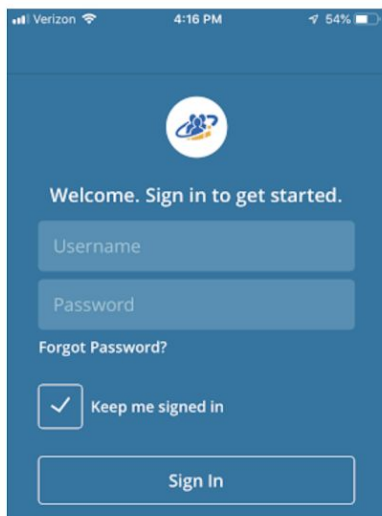 Verizon 4:16 PM 54%
Welcome. Sign in to get started.
Username
Password
Forgot Password?
Keep me signed in
Sign In